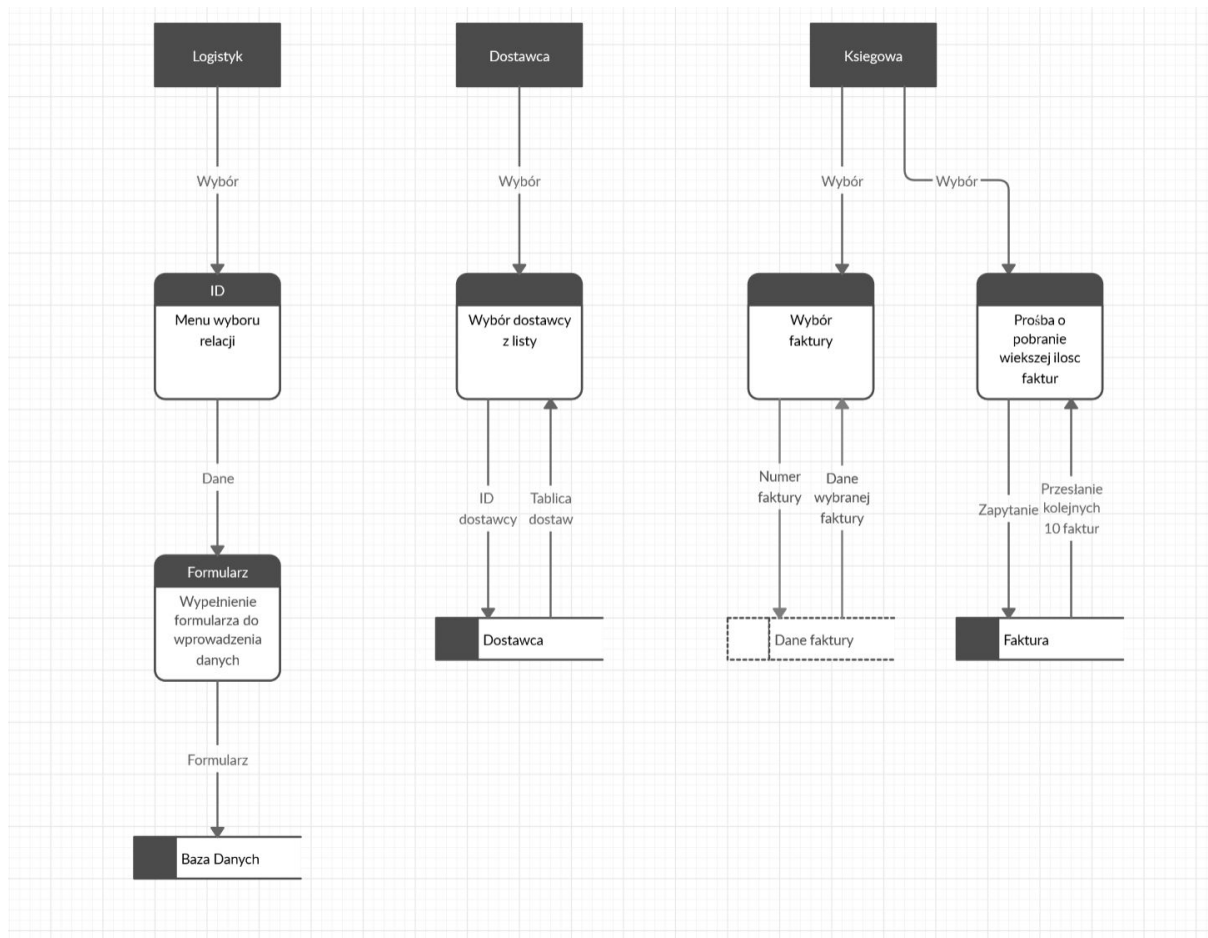 Logistyk
Dostawca
Ksiegowa
Wybór
Wybór
Wybór
Wybór
ID
Menu wyboru
relacji
Wybór dostawcy
z listy
Wybór
faktury
Prośba o
pobranie
wiekszej ilosc
faktur
Dane
ID
dostawcy
Tablica
dostaw
Numer
faktury
Dane
wybranej
faktury
Zapytanie
Przesłanie
kolejnych
10 faktur
Formularz
Wypełnienie
formularza do
wprowadzenia
danych
Dostawca
Dane faktury
Faktura
Formularz
Baza Danych